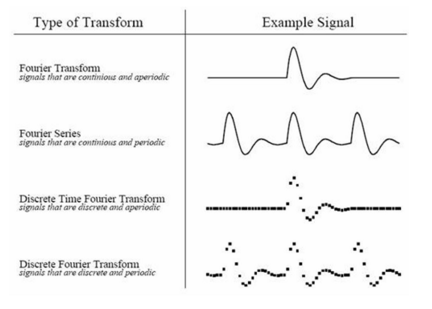 Type of Transform
Example Signal
Fourier Transform
signals that are continious and aperiodic
Fourier Series
signals that are continious and periodic
Discrete Time Fourier Transform
signals that are discrete and aperiodic
Discrete Fourier Transform
signals that are discrete and periodic